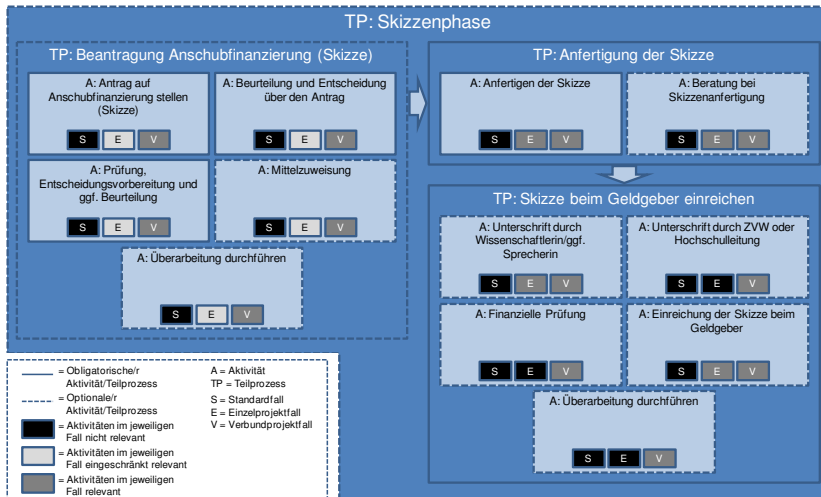 TP: Skizzenphase
TP: Beantragung Anschubfinanzierung (Skizze)
A: Antrag auf
Anschubfinanzierung stellen
(Skizze)
S E V
A: Beurteilung und Entscheidung
über den Antrag
S E V
A: Prüfung,
Entscheidungsvorbereitung und
ggf. Beurteilung
S E V
A: Mittelzuweisung
S E V
A: Überarbeitung durchführen
S E V
TP: Anfertigung der Skizze
A: Anfertigen der Skizze
S E V
A: Beratung bei
Skizzenanfertigung
S E V
TP: Skizze beim Geldgeber einreichen
A: Unterschrift durch
Wissenschaftlerin/ggf.
Sprecherin
S E V
A: Unterschrift durch ZVW oder
Hochschulleitung
S E V
A: Finanzielle Prüfung
S E V
A: Einreichung der Skizze beim
Geldgeber
S E V
A: Überarbeitung durchführen
S E V
= Obligatorische/r
Aktivität/Teilprozess
= Optionale/r
Aktivität/Teilprozess
= Aktivitäten im jeweiligen
Fall nicht relevant
= Aktivitäten im jeweiligen
Fall eingeschränkt relevant
= Aktivitäten im jeweiligen
Fall relevant
A = Aktivität
TP = Teilprozess
S = Standardfall
E = Einzelprojektfall
V = Verbundprojektfall